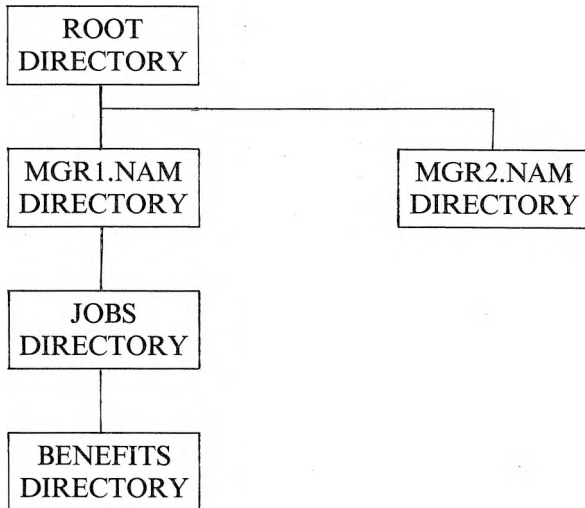 ROOT
DIRECTORY
MGR1.NAM
DIRECTORY
MGR2.NAM
DIRECTORY
JOBS
DIRECTORY
BENEFITS
DIRECTORY